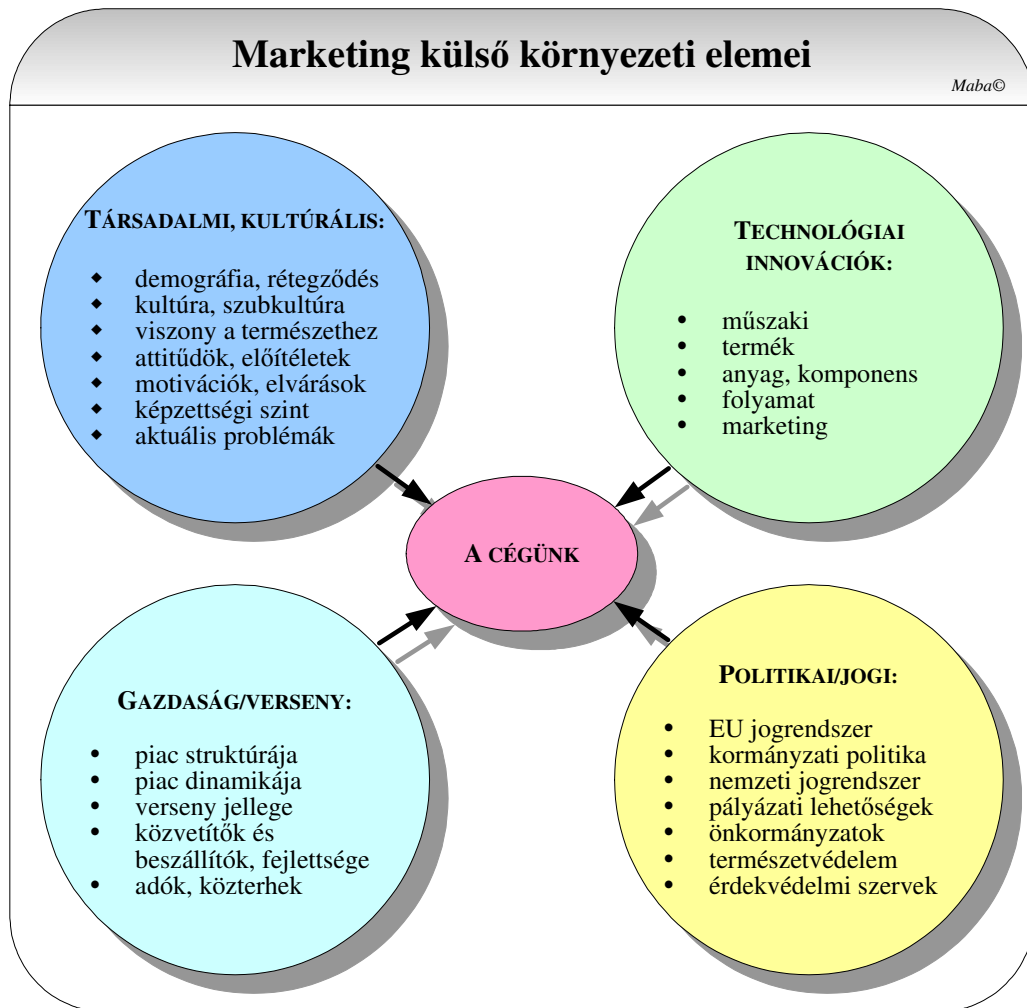 Marketing külső környezeti elemei
Maba©
TÁRSADALMI, KULTÚRÁLIS:
◆ demográfia, rétegződés
◆ kultúra, szubkultúra
◆ viszony a természethez
◆ attitűdök, előítéletek
◆ motivációk, elvárások
◆ képzettségi szint
◆ aktuális problémák
TECHNOLÓGIAI
INNOVÁCIÓK:
• műszaki
• termék
• anyag, komponens
• folyamat
• marketing
A CÉGÜNK
GAZDASÁG/VERSENY:
• piac struktúrája
• piac dinamikája
• verseny jellege
• közvetítők és
beszállítók, fejlettsége
• adók, közterhek
POLITIKAI/JOGI:
• EU jogrendszer
• kormányzati politika
• nemzeti jogrendszer
• pályázati lehetőségek
• önkormányzatok
• természetvédelem
• érdekvédelmi szervek